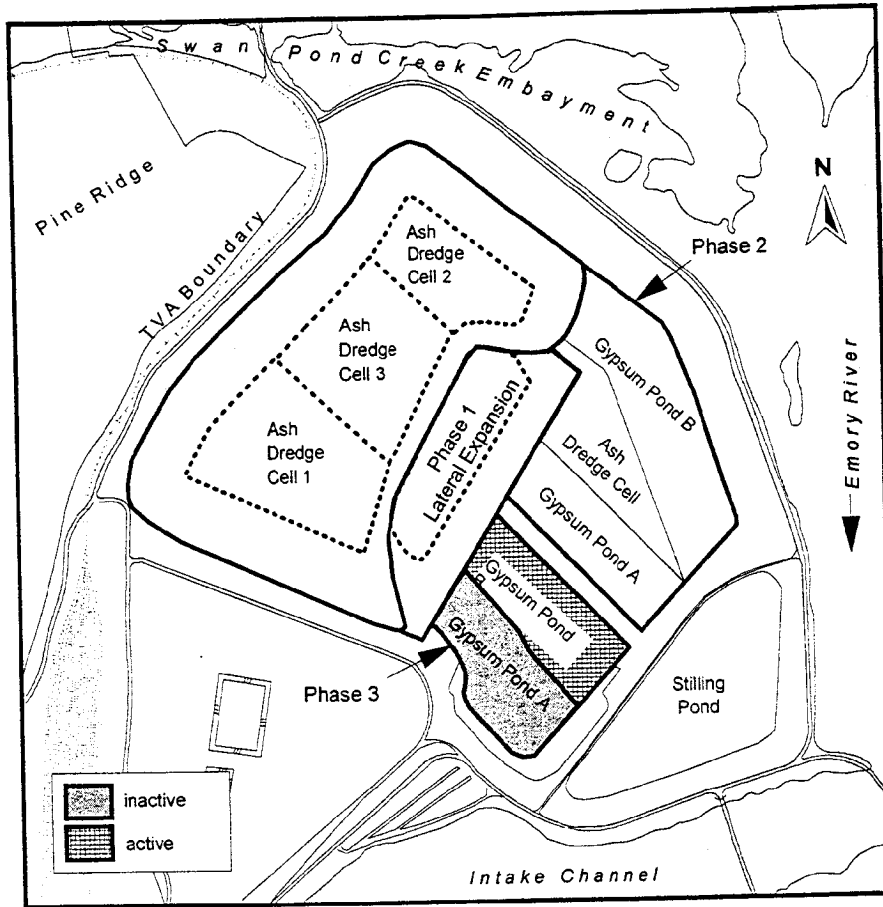 Swan Pond Creek Embayment
Pine Ridge
N
Phase 2
TVA Boundary
Ash
Dredge
Cell 2
Ash
Dredge
Cell 3
Ash
Dredge
Cell 1
Phase 1
Lateral Expansion
Gypsum Pond B
Ash
Dredge Cell
Gypsum Pond A
Emory River
Gypsum Pond
B
Gypsum Pond A
Phase 3
Stilling
Pond
inactive
active
Intake Channel